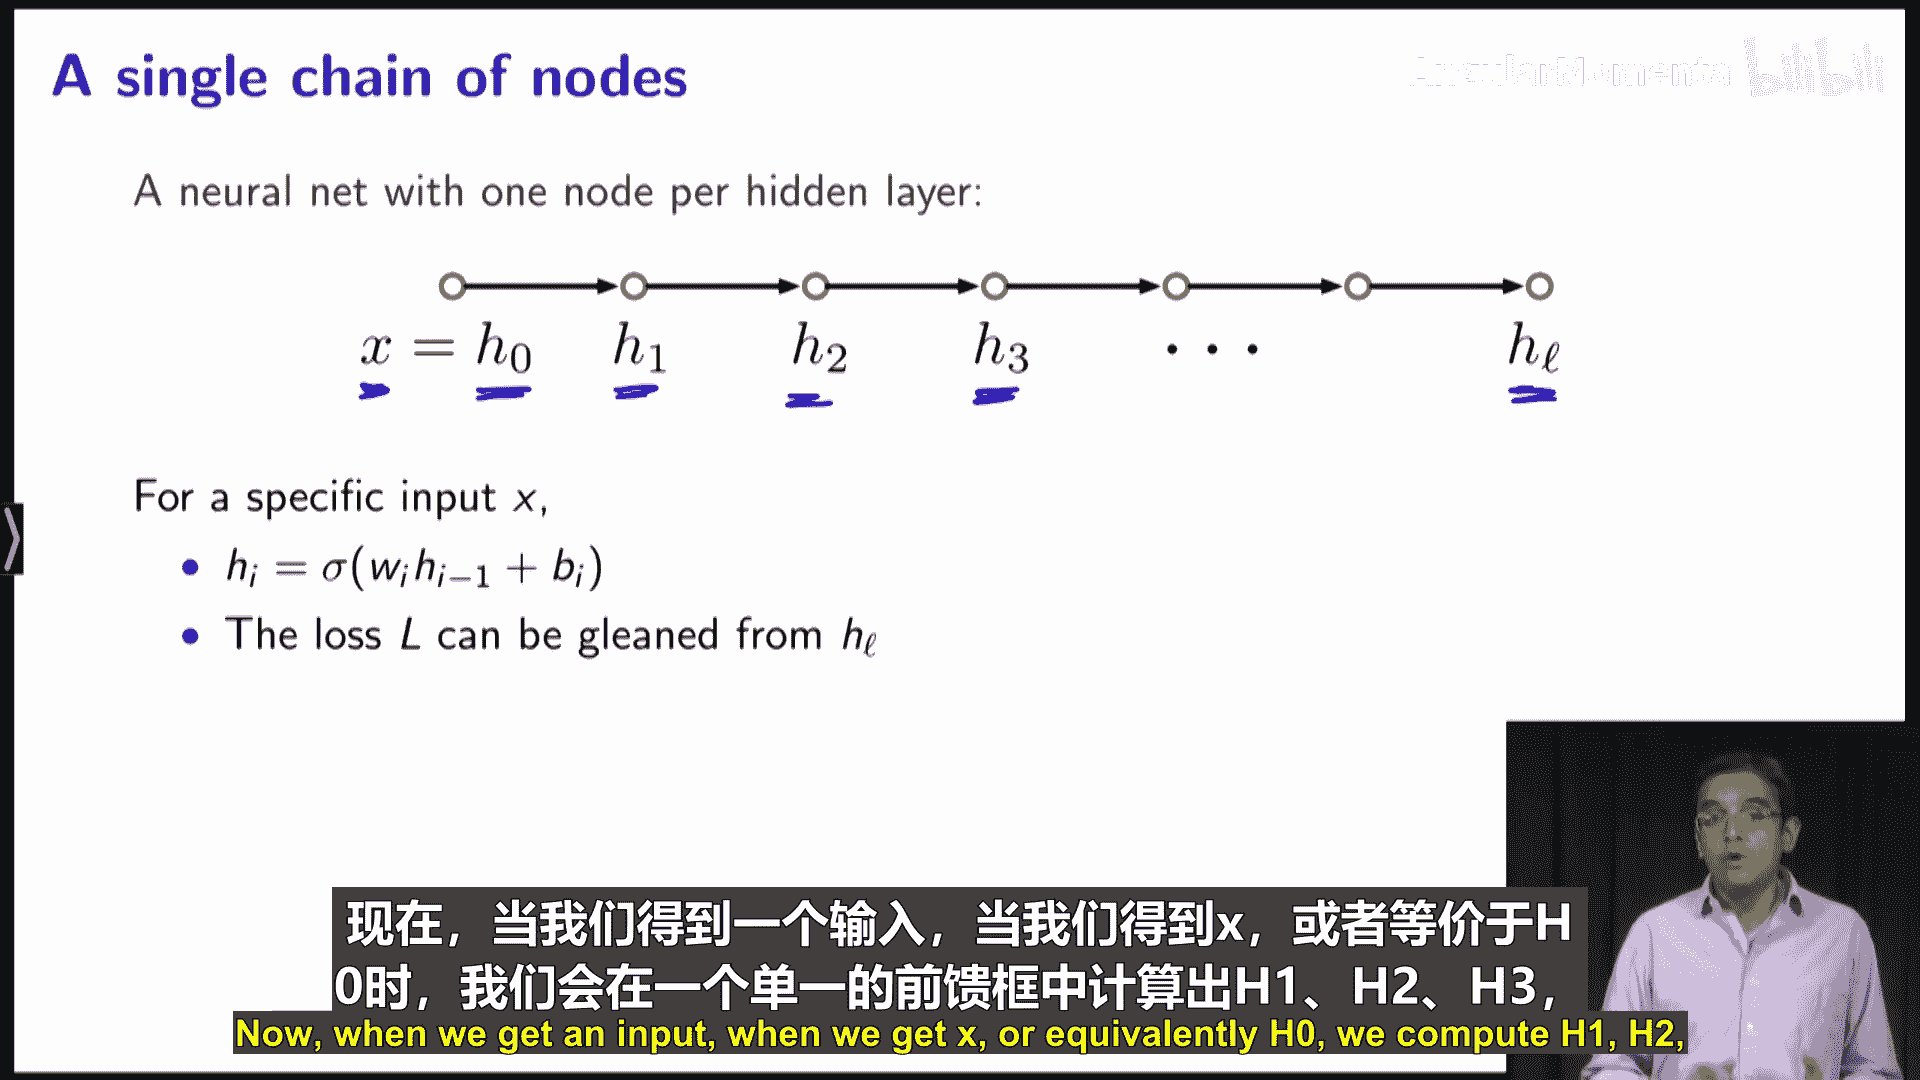 A single chain of nodes
bilibili
A neural net with one node per hidden layer:
x = h₀ h₁ h₂ h₃ · · · h_ℓ
For a specific input x,
• hᵢ = σ(wᵢhᵢ₋₁ + bᵢ)
• The loss L can be gleaned from h_ℓ
现在，当我们得到一个输入，当我们得到x，或者等价于H
0时，我们会在一个单一的前馈框中计算出H1、H2、H3，
Now, when we get an input, when we get x, or equivalently H0, we compute H1, H2,